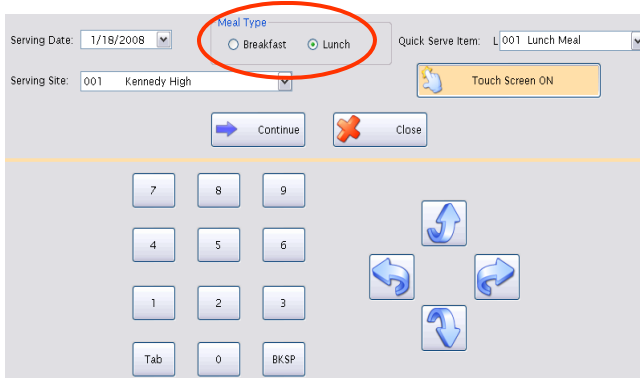 Meal Type
Serving Date: 1/18/2008 Breakfast Lunch Quick Serve Item: L 001 Lunch Meal
Serving Site: 001 Kennedy High Touch Screen ON
Continue Close
7 8 9
4 5 6
1 2 3
Tab 0 BKSP